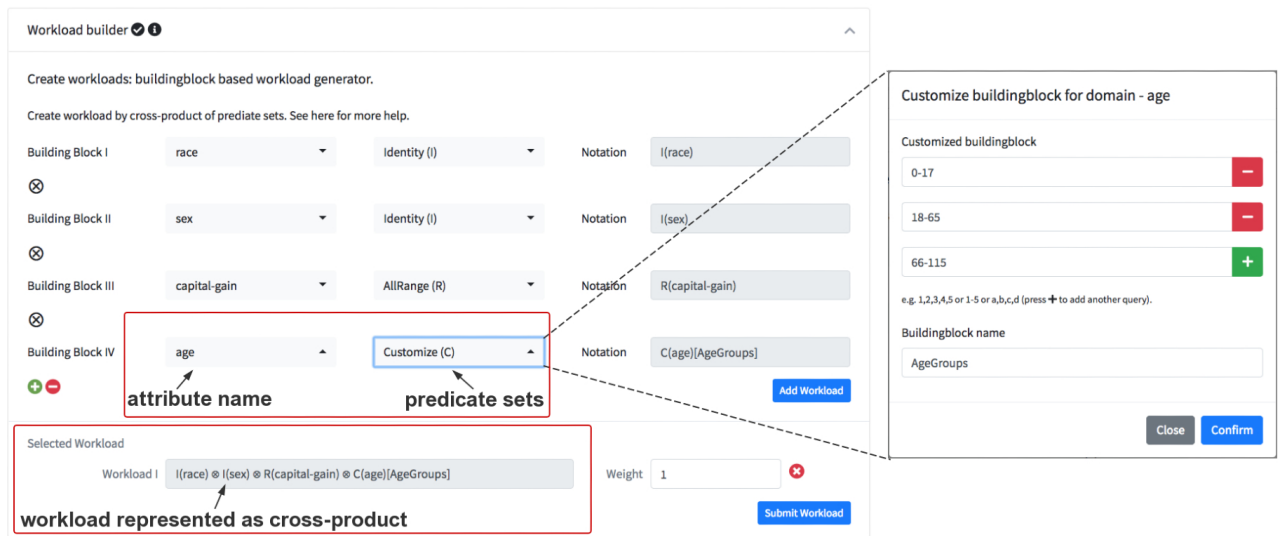 Workload builder
Create workloads: buildingblock based workload generator.
Create workload by cross-product of prediate sets. See here for more help.
Building Block I race Identity (I) Notation I(race)
Building Block II sex Identity (I) Notation I(sex)
Building Block III capital-gain AllRange (R) Notation R(capital-gain)
Building Block IV age Customize (C) Notation C(age)[AgeGroups]
attribute name predicate sets Add Workload
Selected Workload
Workload I I(race) ⊗ I(sex) ⊗ R(capital-gain) ⊗ C(age)[AgeGroups] Weight 1
workload represented as cross-product Submit Workload
Customize buildingblock for domain - age
Customized buildingblock
0-17
18-65
66-115
e.g. 1,2,3,4,5 or 1-5 or a,b,c,d (press + to add another query).
Buildingblock name
AgeGroups
Close Confirm